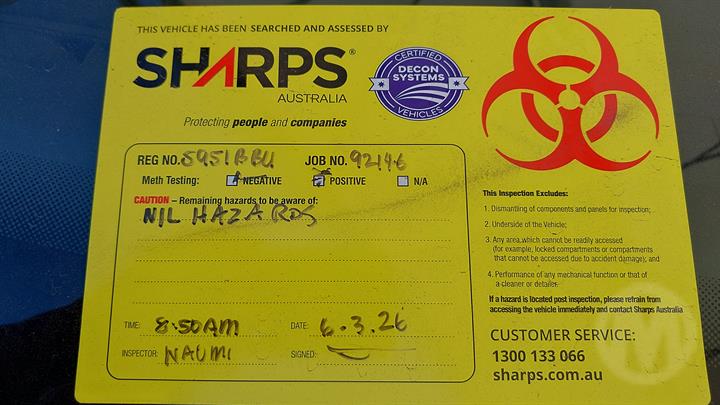 THIS VEHICLE HAS BEEN SEARCHED AND ASSESSED BY
SHARPS®
AUSTRALIA
Protecting people and companies
CERTIFIED
DECON
SYSTEMS
VEHICLES
REG NO. 5951BBU JOB NO. 92146
Meth Testing: NEGATIVE POSITIVE N/A
CAUTION – Remaining hazards to be aware of:
NIL HAZARDS
TIME: 8:50AM DATE: 6.3.26
INSPECTOR: NAUMI SIGNED:
This Inspection Excludes:
1. Dismantling of components and panels for inspection;
2. Underside of the Vehicle;
3. Any area which cannot be readily accessed
(for example, locked compartments or compartments
that cannot be accessed due to accident damage); and
4. Performance of any mechanical function or that of
a cleaner or detailer.
If a hazard is located post inspection, please refrain from
accessing the vehicle immediately and contact Sharps Australia
CUSTOMER SERVICE:
1300 133 066
sharps.com.au
M